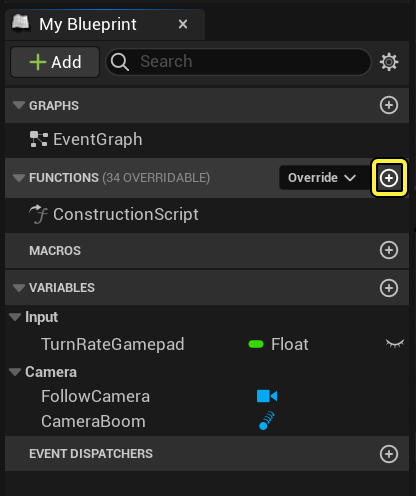 My Blueprint
Add
Search
GRAPHS
EventGraph
FUNCTIONS (34 OVERRIDABLE) Override
ConstructionScript
MACROS
VARIABLES
Input
TurnRateGamepad Float
Camera
FollowCamera
CameraBoom
EVENT DISPATCHERS